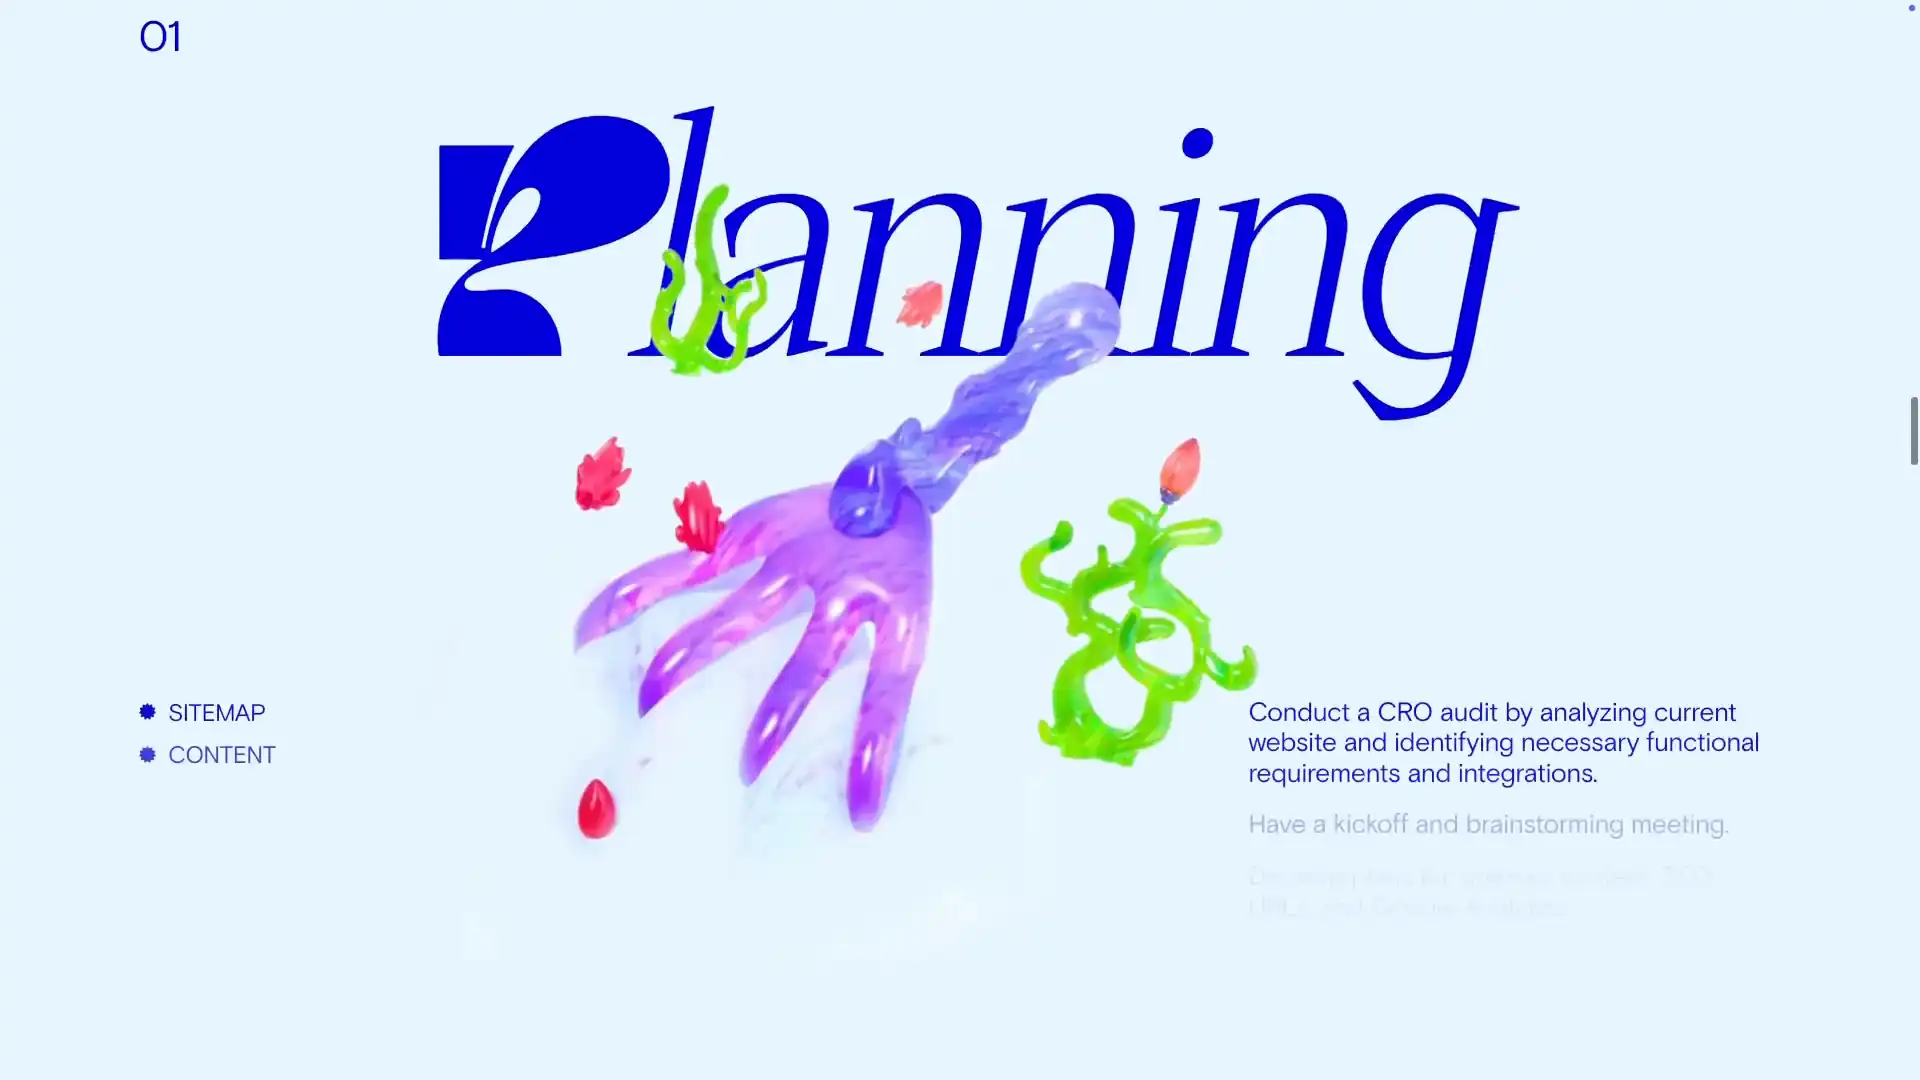 01
Planning
SITEMAP
CONTENT
Conduct a CRO audit by analyzing current
website and identifying necessary functional
requirements and integrations.
Have a kickoff and brainstorming meeting.